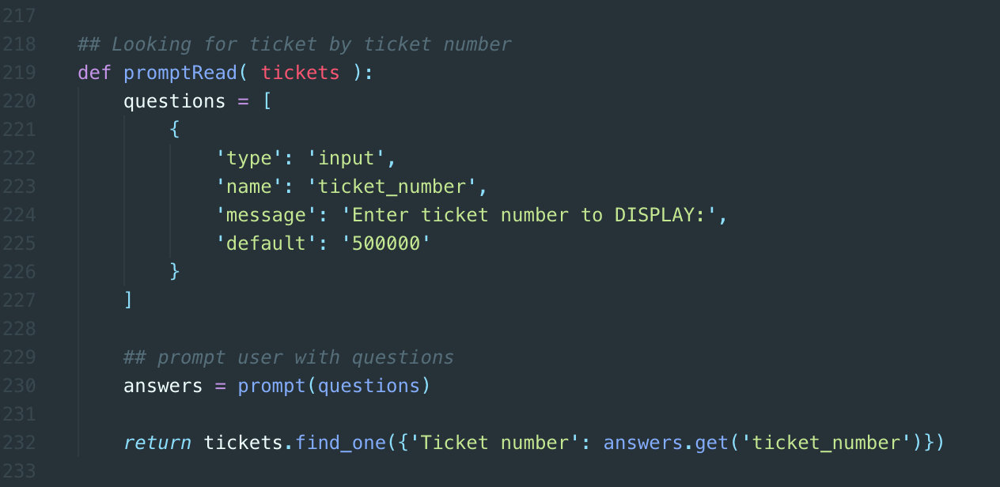 217
218 ## Looking for ticket by ticket number
219 def promptRead( tickets ):
220     questions = [
221         {
222             'type': 'input',
223             'name': 'ticket_number',
224             'message': 'Enter ticket number to DISPLAY:',
225             'default': '500000'
226         }
227     ]
228
229     ## prompt user with questions
230     answers = prompt(questions)
231
232     return tickets.find_one({'Ticket number': answers.get('ticket_number')})
233